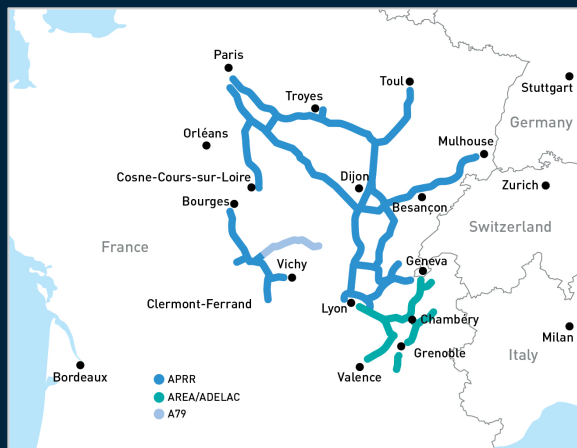 Paris
Toul
Troyes
Stuttgart
Germany
Orléans
Mulhouse
Cosne-Cours-sur-Loire
Dijon
Zurich
Bourges
Besançon
Switzerland
France
Geneva
Vichy
Clermont-Ferrand
Lyon
Chambéry
Milan
Grenoble
Italy
Bordeaux
Valence
APRR
AREA/ADELAC
A79